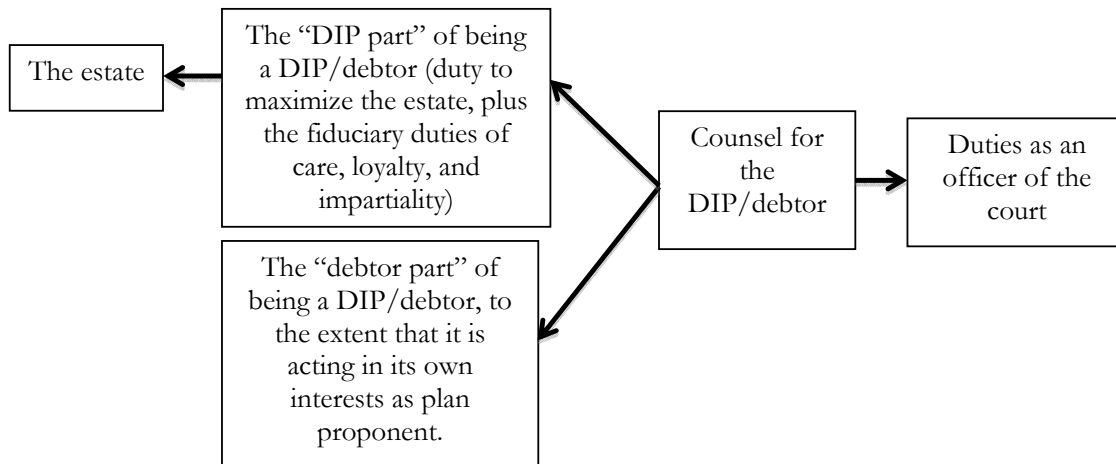 The estate
The “DIP part” of being
a DIP/debtor (duty to
maximize the estate, plus
the fiduciary duties of
care, loyalty, and
impartiality)
Counsel for
the
DIP/debtor
Duties as an
officer of the
court
The “debtor part” of
being a DIP/debtor, to
the extent that it is
acting in its own
interests as plan
proponent.